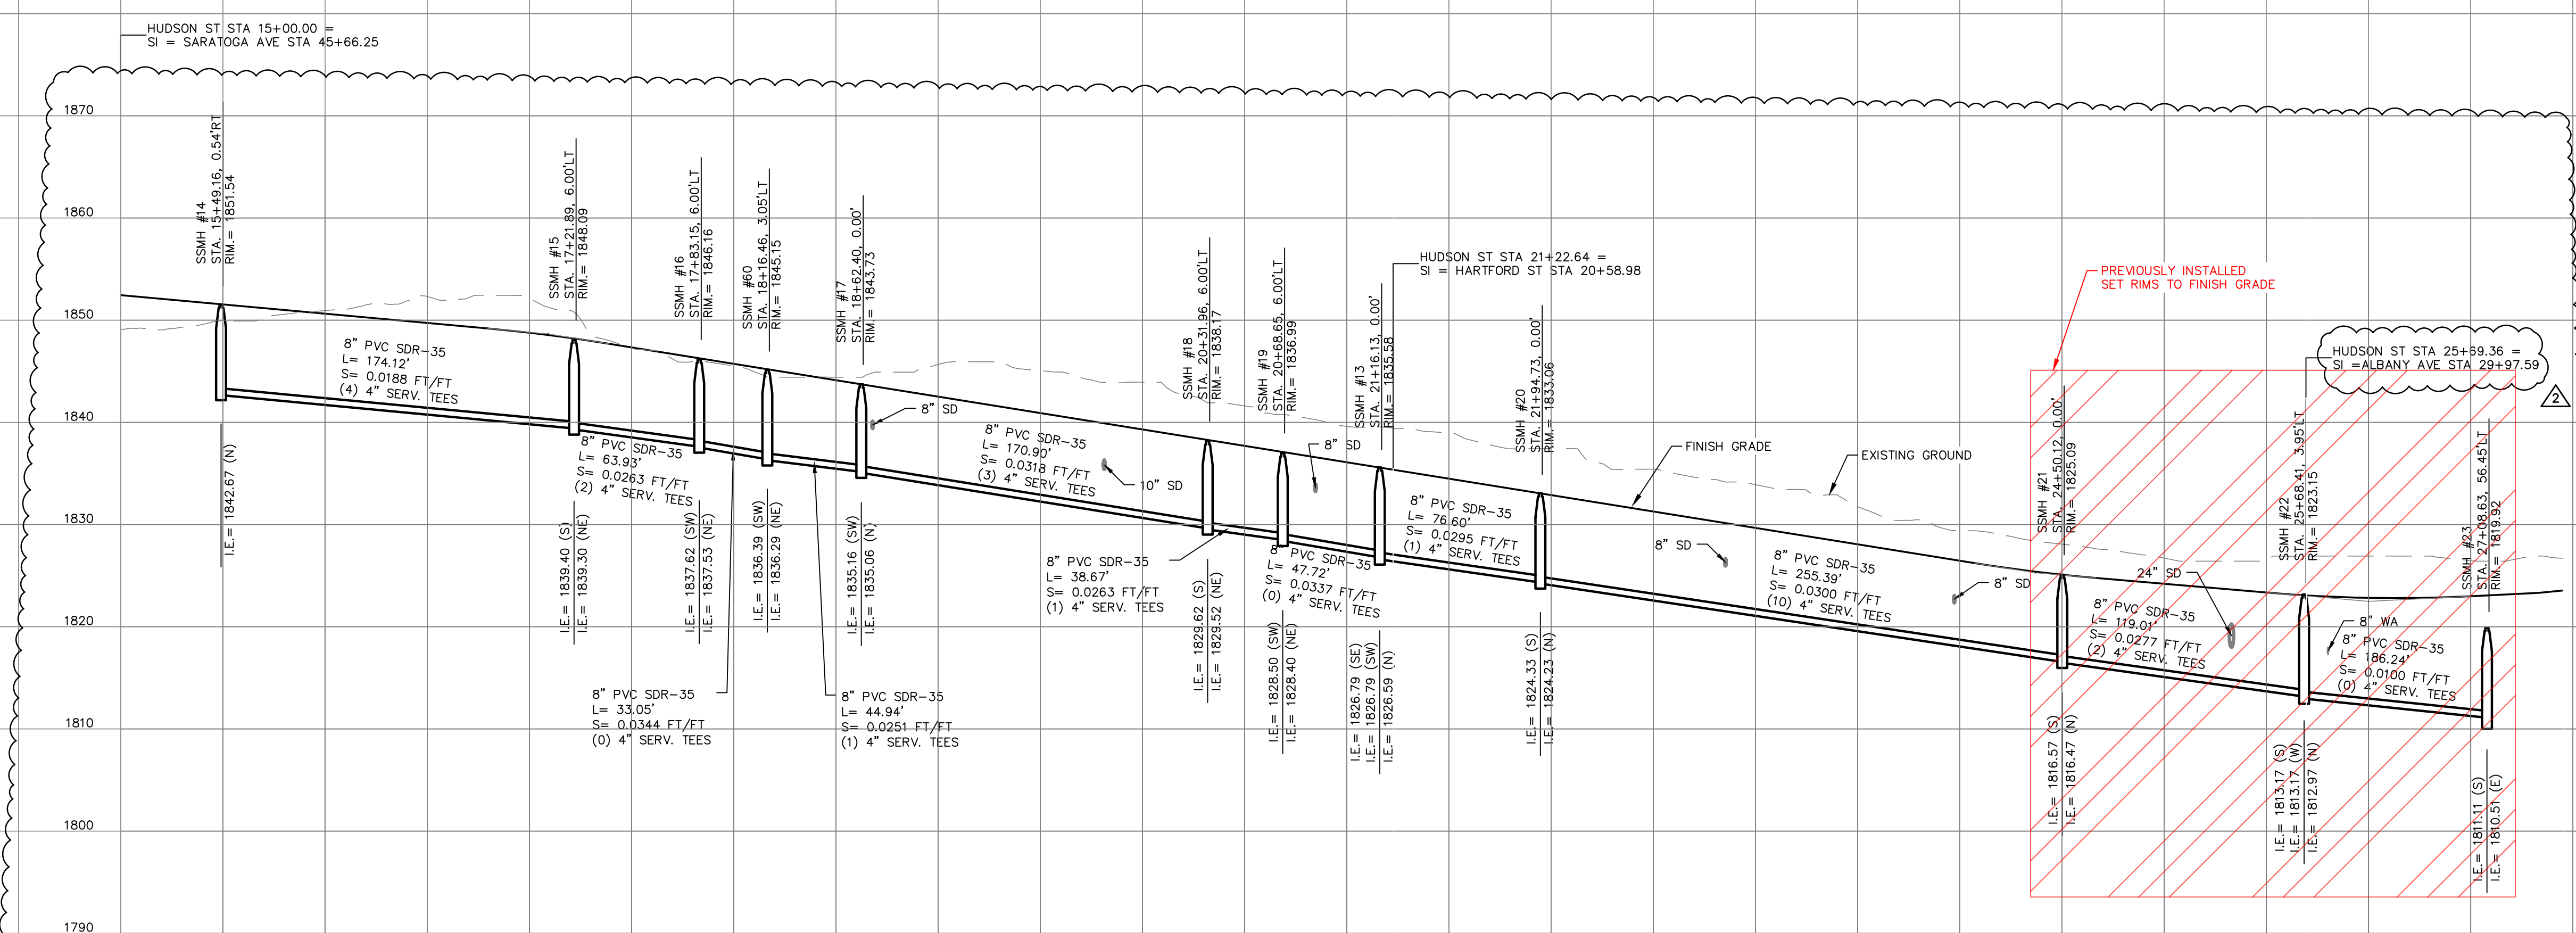 HUDSON ST STA 15+00.00 =
SI = SARATOGA AVE STA 45+66.25
1870
1860
1850
1840
1830
1820
1810
1800
1790
SSMH #14
STA. 15+49.16, 0.54'RT
RIM.= 1851.54
I.E.= 1842.67 (N)
8" PVC SDR-35
L= 174.12'
S= 0.0188 FT/FT
(4) 4" SERV. TEES
SSMH #15
STA. 17+21.89, 6.00'LT
RIM.= 1848.09
I.E.= 1839.40 (S)
I.E.= 1839.30 (NE)
8" PVC SDR-35
L= 63.93'
S= 0.0263 FT/FT
(2) 4" SERV. TEES
SSMH #16
STA. 17+83.15, 6.00'LT
RIM.= 1846.16
I.E.= 1837.62 (SW)
I.E.= 1837.53 (NE)
8" PVC SDR-35
L= 33.05'
S= 0.0344 FT/FT
(0) 4" SERV. TEES
SSMH #60
STA. 18+16.46, 3.05'LT
RIM.= 1845.15
I.E.= 1836.39 (SW)
I.E.= 1836.29 (NE)
8" PVC SDR-35
L= 44.94'
S= 0.0251 FT/FT
(1) 4" SERV. TEES
SSMH #17
STA. 18+62.40, 0.00'
RIM.= 1843.73
I.E.= 1835.16 (SW)
I.E.= 1835.06 (N)
8" SD
8" PVC SDR-35
L= 170.90'
S= 0.0318 FT/FT
(3) 4" SERV. TEES
10" SD
SSMH #18
STA. 20+31.96, 6.00'LT
RIM.= 1838.17
I.E.= 1829.62 (S)
I.E.= 1829.52 (NE)
8" PVC SDR-35
L= 38.67'
S= 0.0263 FT/FT
(1) 4" SERV. TEES
SSMH #19
STA. 20+68.65, 6.00'LT
RIM.= 1836.99
I.E.= 1828.50 (SW)
I.E.= 1828.40 (NE)
8" SD
8" PVC SDR-35
L= 47.72'
S= 0.0337 FT/FT
(0) 4" SERV. TEES
SSMH #13
STA. 21+16.13, 0.00'
RIM.= 1835.58
I.E.= 1826.79 (SE)
I.E.= 1826.79 (SW)
I.E.= 1826.59 (N)
HUDSON ST STA 21+22.64 =
SI = HARTFORD ST STA 20+58.98
8" PVC SDR-35
L= 76.60'
S= 0.0295 FT/FT
(1) 4" SERV. TEES
SSMH #20
STA. 21+94.73, 0.00'
RIM.= 1833.06
I.E.= 1824.33 (S)
I.E.= 1824.23 (N)
FINISH GRADE
EXISTING GROUND
8" SD
8" PVC SDR-35
L= 255.39'
S= 0.0300 FT/FT
(10) 4" SERV. TEES
8" SD
PREVIOUSLY INSTALLED
SET RIMS TO FINISH GRADE
SSMH #21
STA. 24+50.12, 0.00'
RIM.= 1825.09
I.E.= 1816.57 (S)
I.E.= 1816.47 (N)
24" SD
8" PVC SDR-35
L= 119.01'
S= 0.0277 FT/FT
(2) 4" SERV. TEES
HUDSON ST STA 25+69.36 =
SI =ALBANY AVE STA 29+97.59
2
SSMH #22
STA. 25+68.41, 3.95'LT
RIM.= 1823.15
I.E.= 1813.17 (S)
I.E.= 1813.17 (W)
I.E.= 1812.97 (N)
8" WA
8" PVC SDR-35
L= 186.24'
S= 0.0100 FT/FT
(0) 4" SERV. TEES
SSMH #23
STA. 27+08.63, 56.45'LT
RIM.= 1819.92
I.E.= 1811.11 (S)
I.E.= 1810.51 (E)